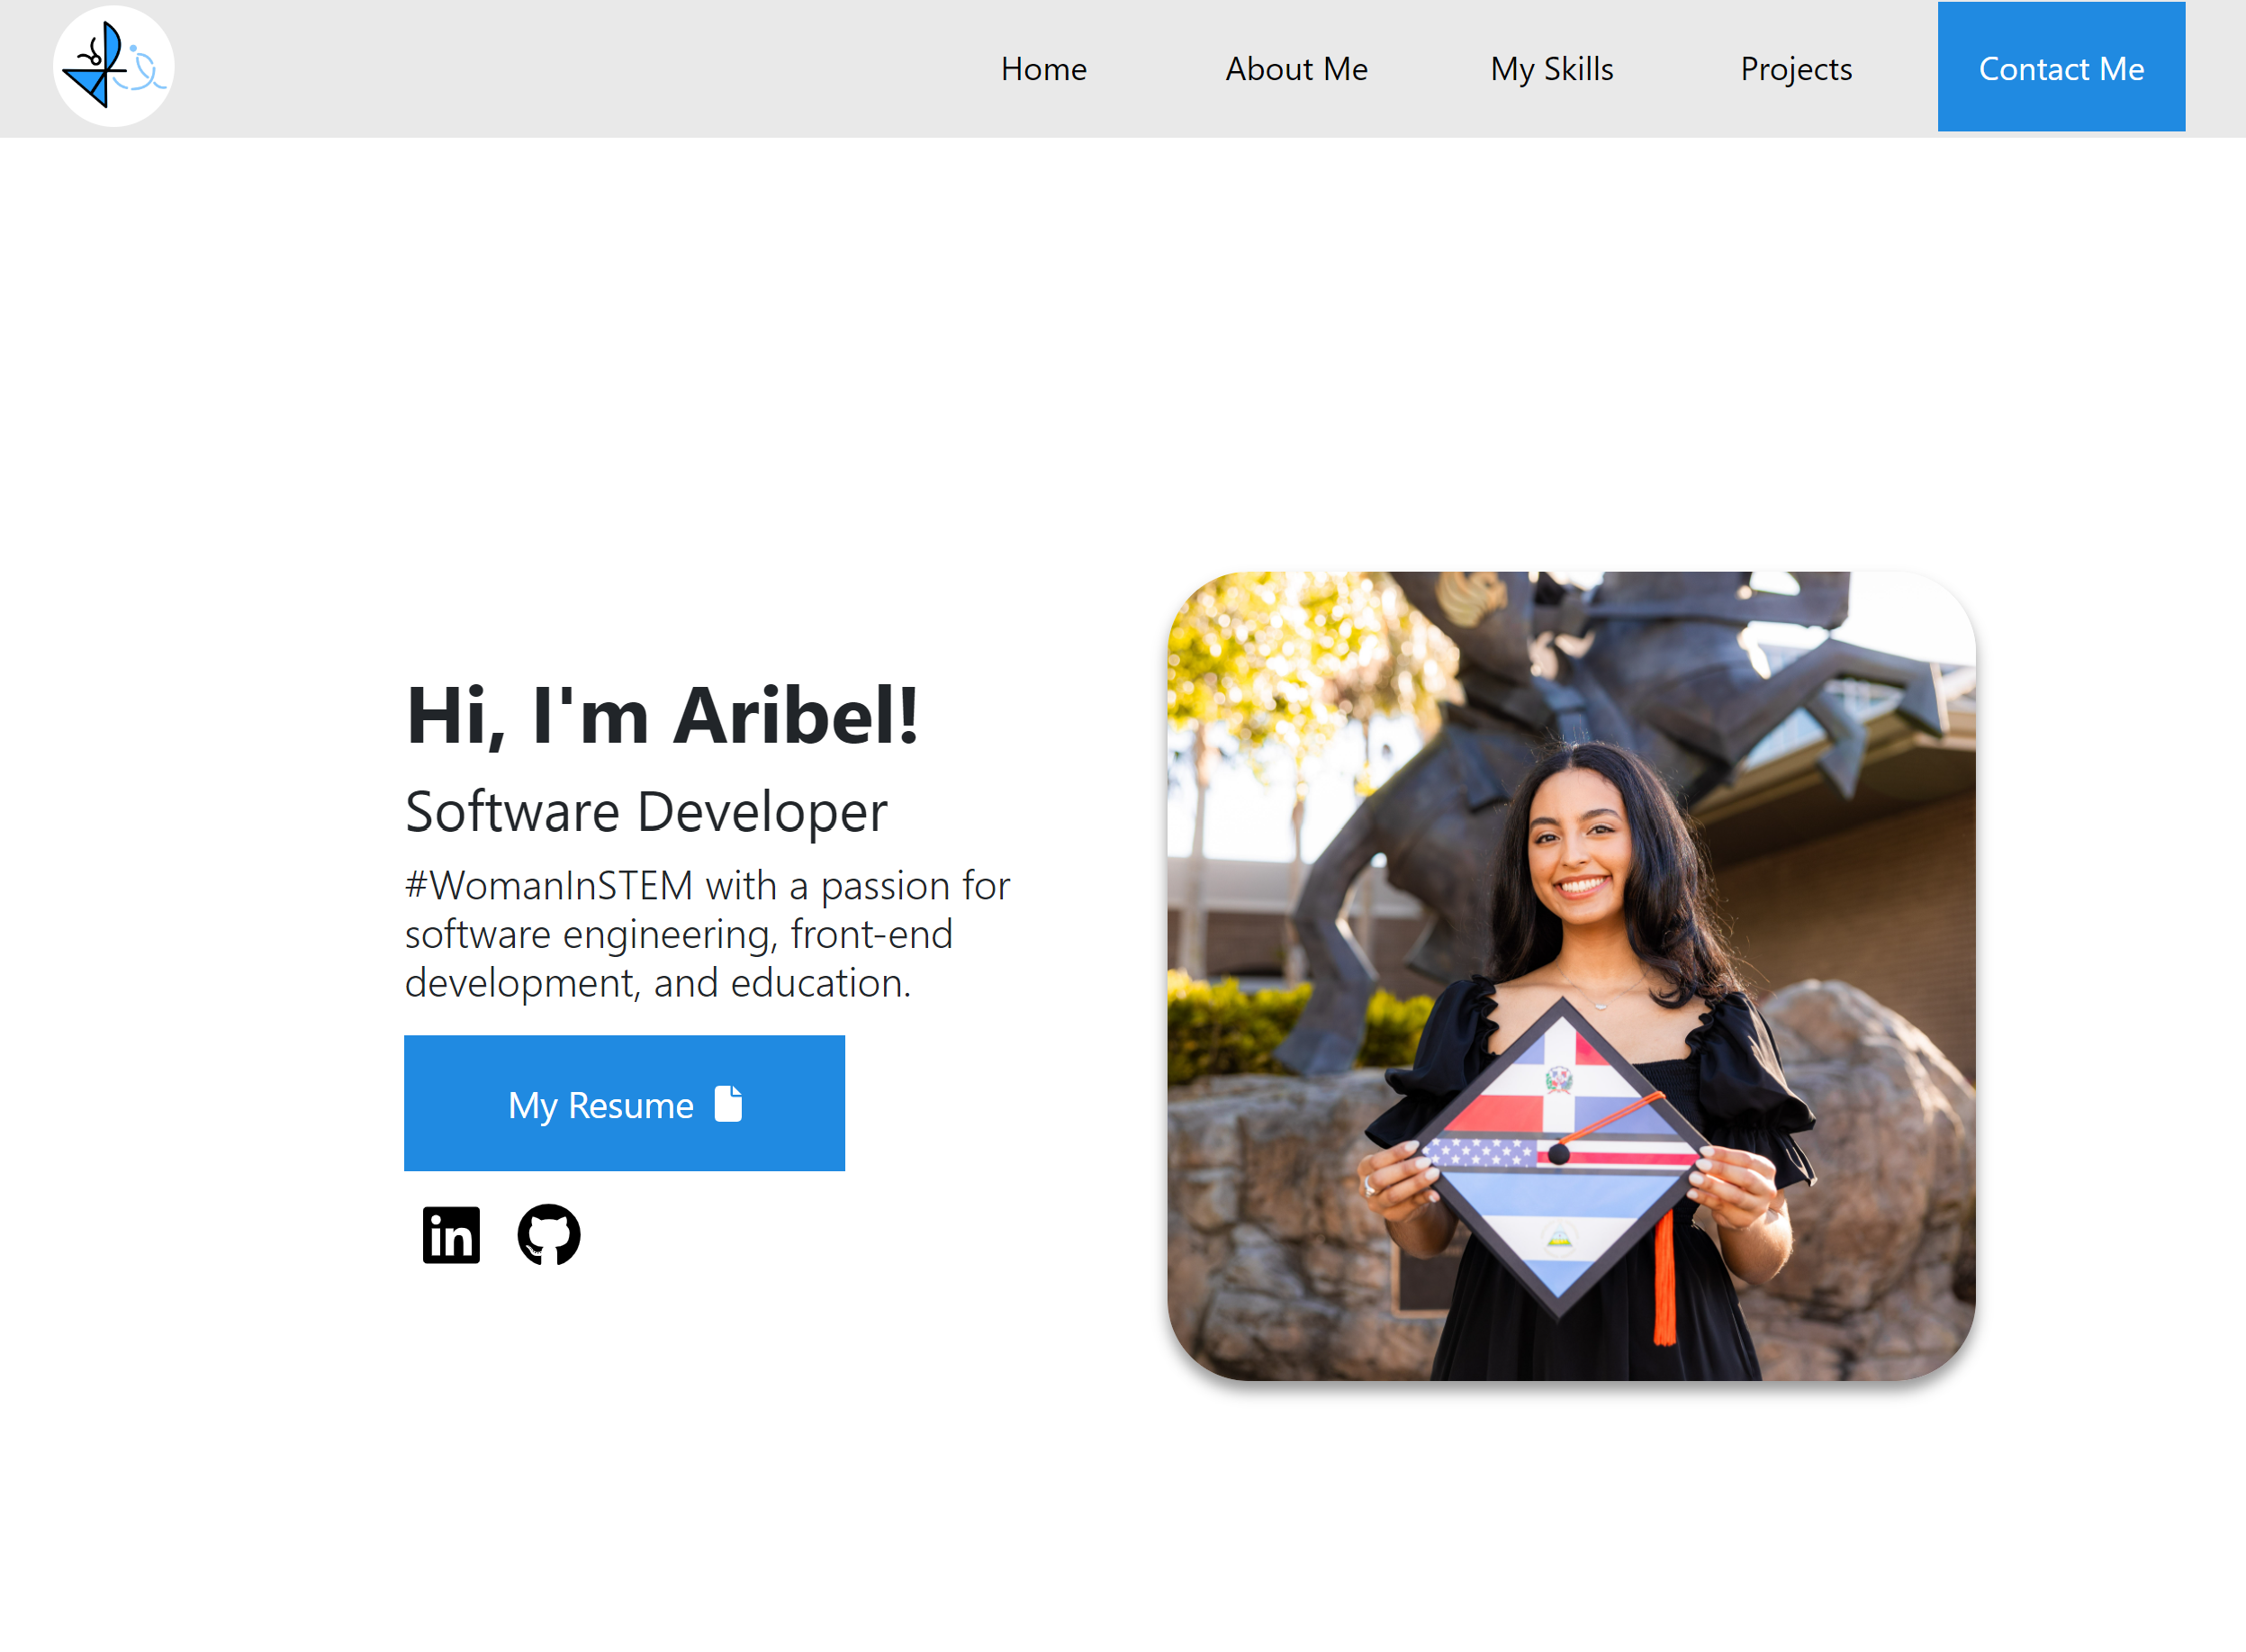 Home
About Me
My Skills
Projects
Contact Me
Hi, I'm Aribel!
Software Developer
#WomanInSTEM with a passion for
software engineering, front-end
development, and education.
My Resume
in